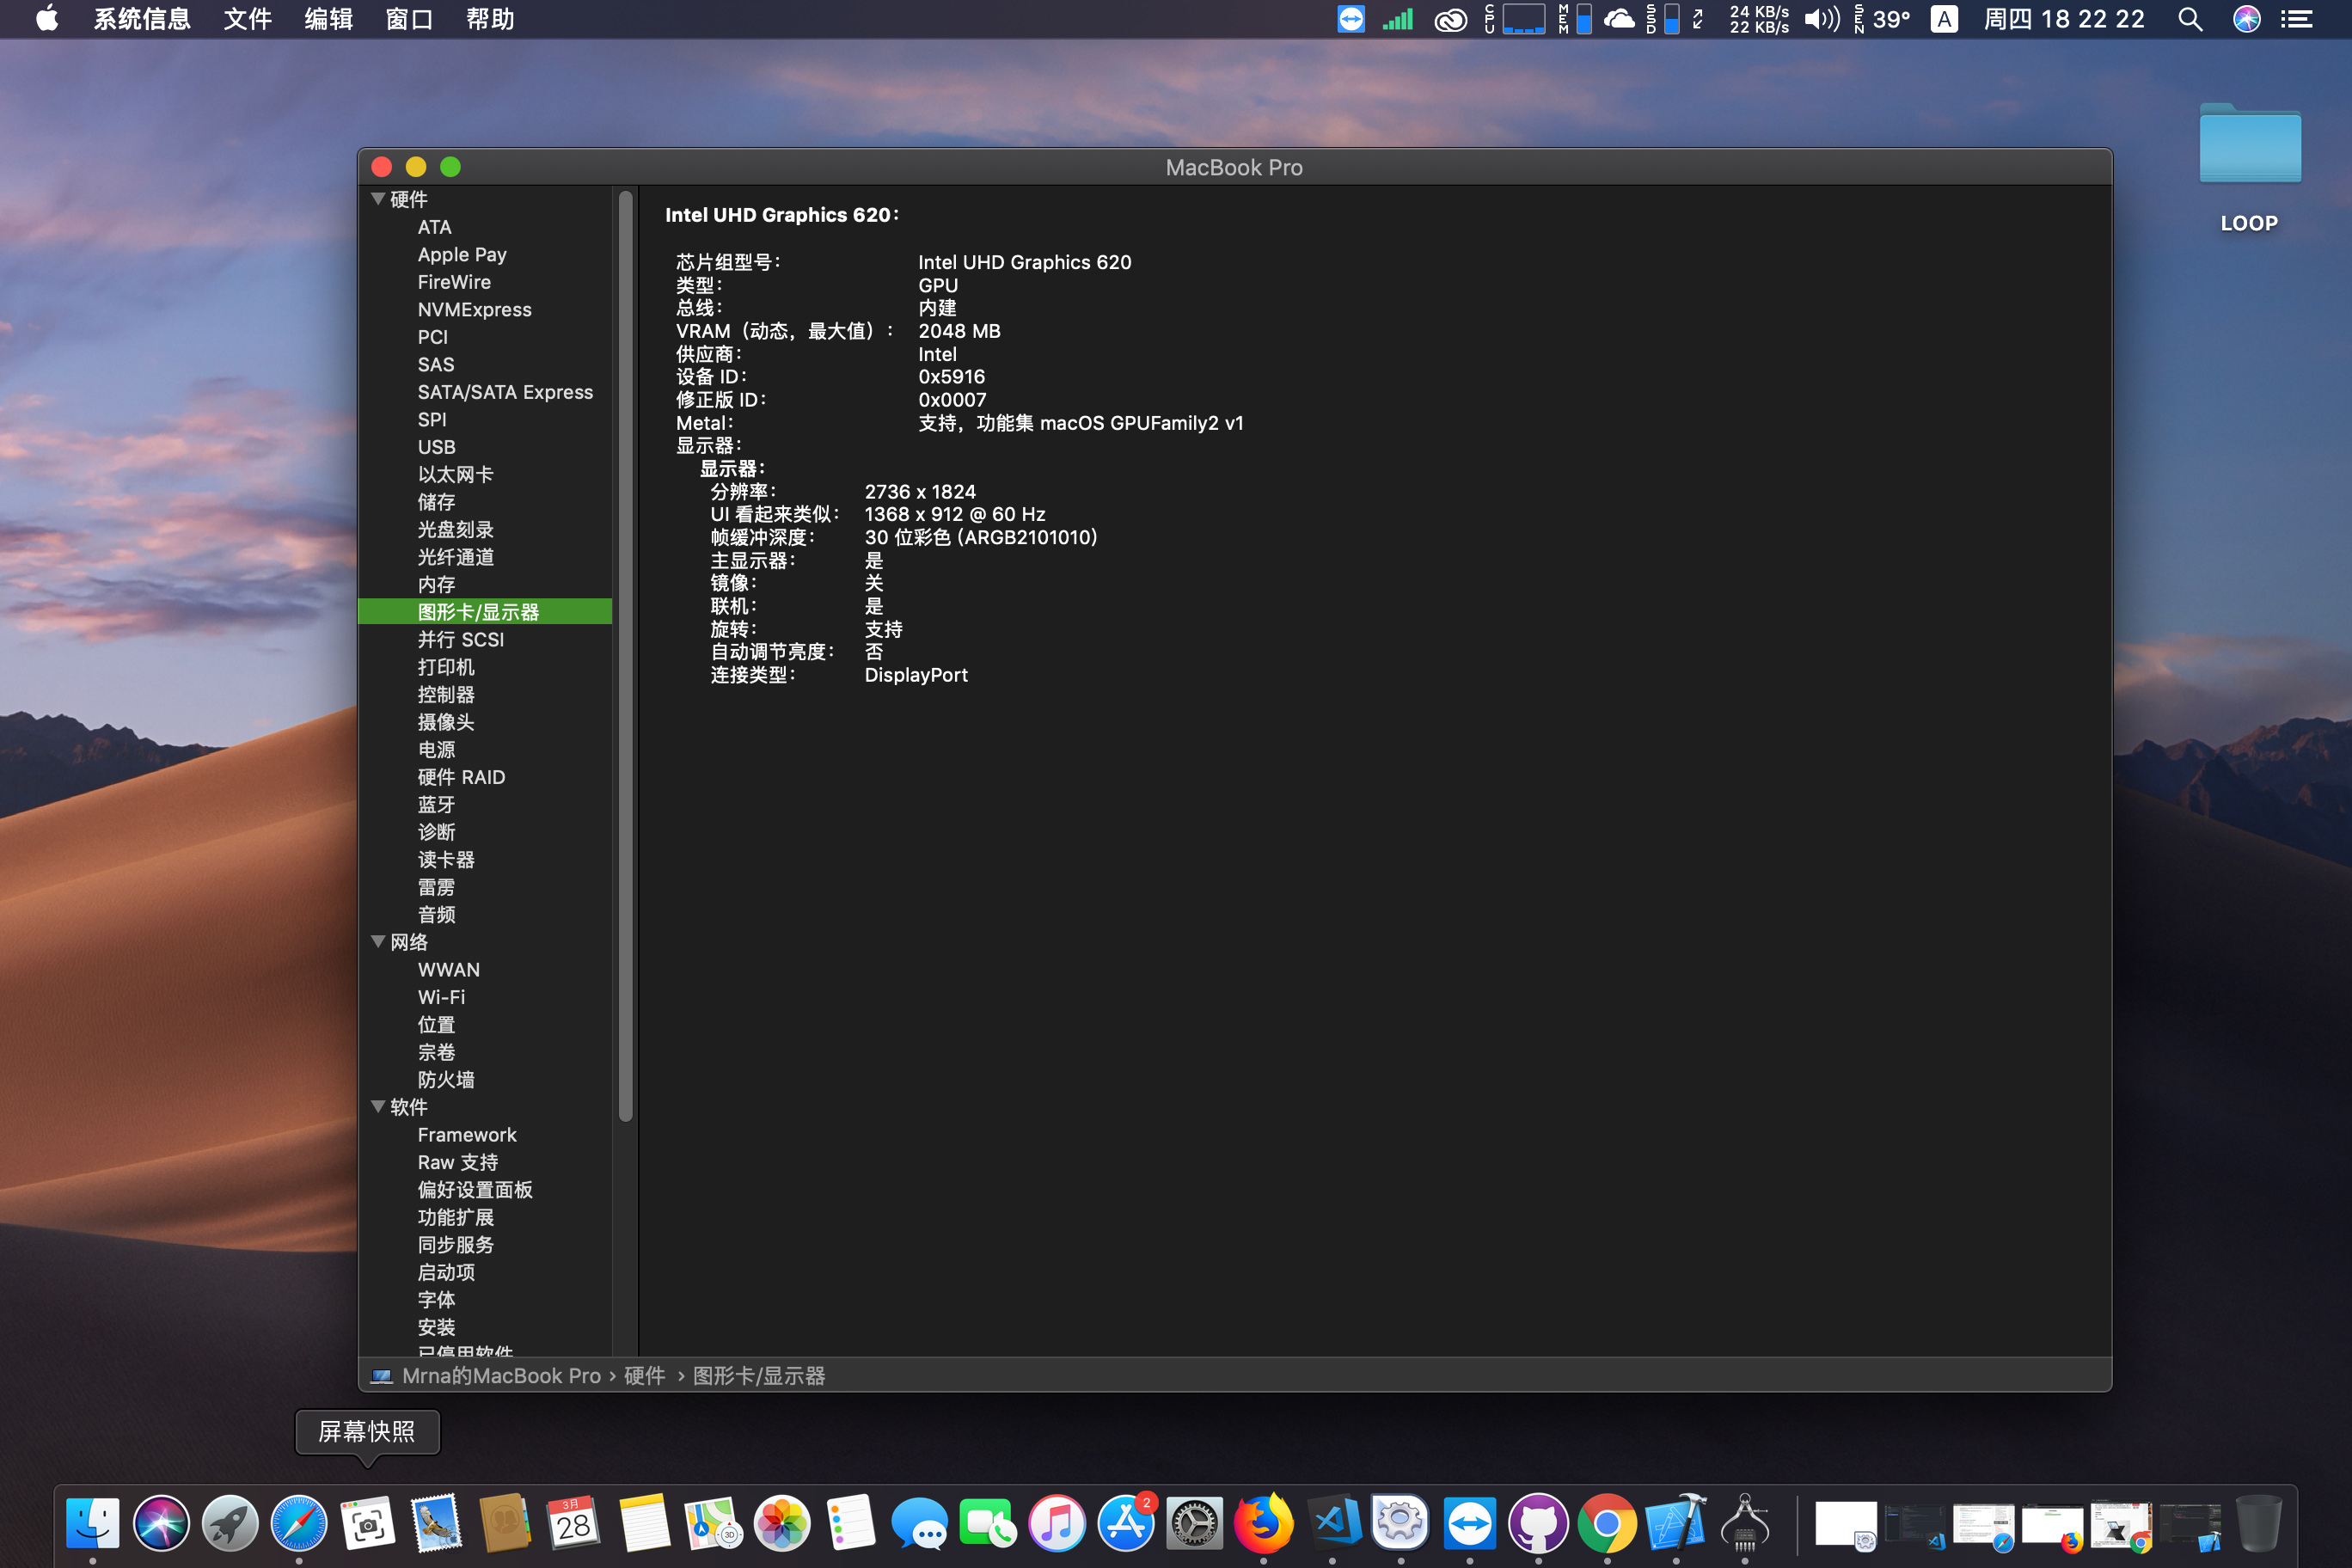 系统信息 文件 编辑 窗口 帮助 CPU MEM SSD 24 KB/s 22 KB/s SEN 39° A 周四 18 22 22
LOOP
MacBook Pro
硬件
ATA
Apple Pay
FireWire
NVMExpress
PCI
SAS
SATA/SATA Express
SPI
USB
以太网卡
储存
光盘刻录
光纤通道
内存
图形卡/显示器
并行 SCSI
打印机
控制器
摄像头
电源
硬件 RAID
蓝牙
诊断
读卡器
雷雳
音频
网络
WWAN
Wi-Fi
位置
宗卷
防火墙
软件
Framework
Raw 支持
偏好设置面板
功能扩展
同步服务
启动项
字体
安装
已停用软件
Intel UHD Graphics 620：
芯片组型号： Intel UHD Graphics 620
类型： GPU
总线： 内建
VRAM（动态，最大值）： 2048 MB
供应商： Intel
设备 ID： 0x5916
修正版 ID： 0x0007
Metal： 支持，功能集 macOS GPUFamily2 v1
显示器：
显示器：
分辨率： 2736 x 1824
UI 看起来类似： 1368 x 912 @ 60 Hz
帧缓冲深度： 30 位彩色 (ARGB2101010)
主显示器： 是
镜像： 关
联机： 是
旋转： 支持
自动调节亮度： 否
连接类型： DisplayPort
Mrna的MacBook Pro › 硬件 › 图形卡/显示器
屏幕快照
3月
28
3D
2